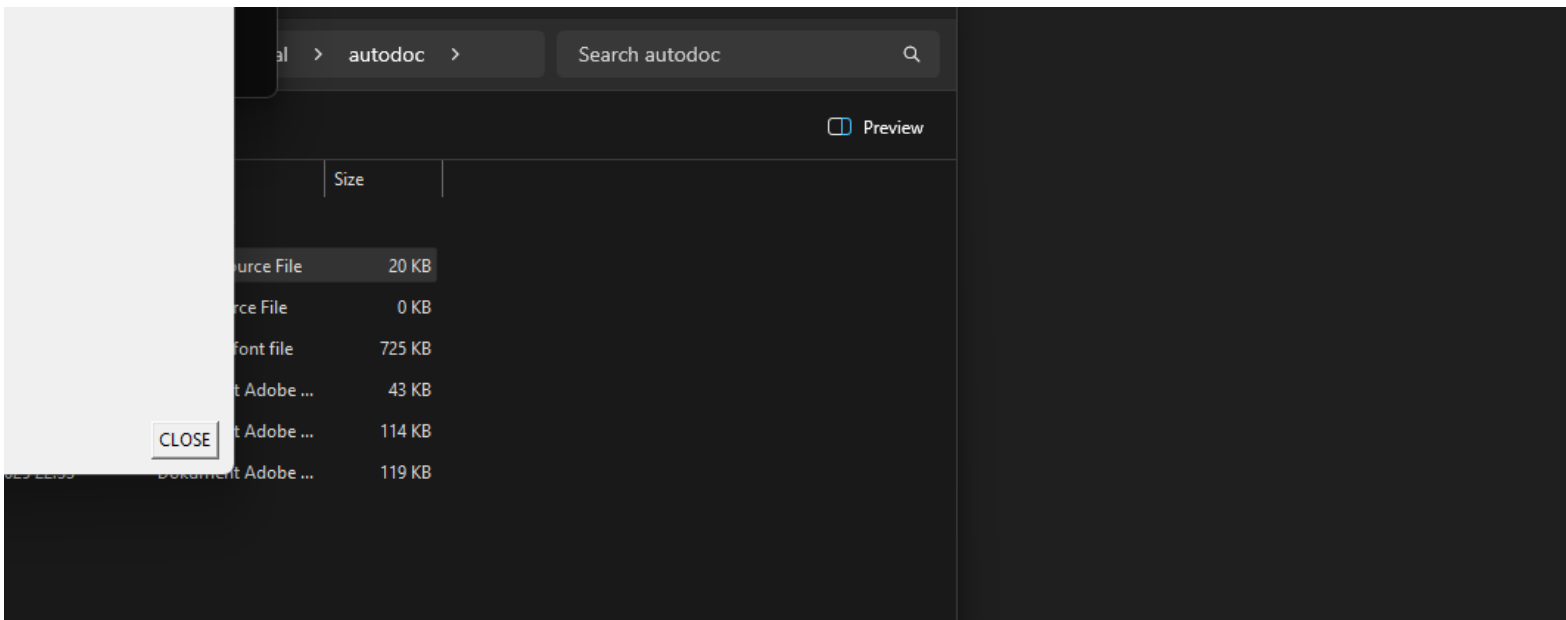 al > autodoc > Search autodoc
Preview
Size
urce File 20 KB
rce File 0 KB
font file 725 KB
t Adobe ... 43 KB
CLOSE t Adobe ... 114 KB
Dokument Adobe ... 119 KB